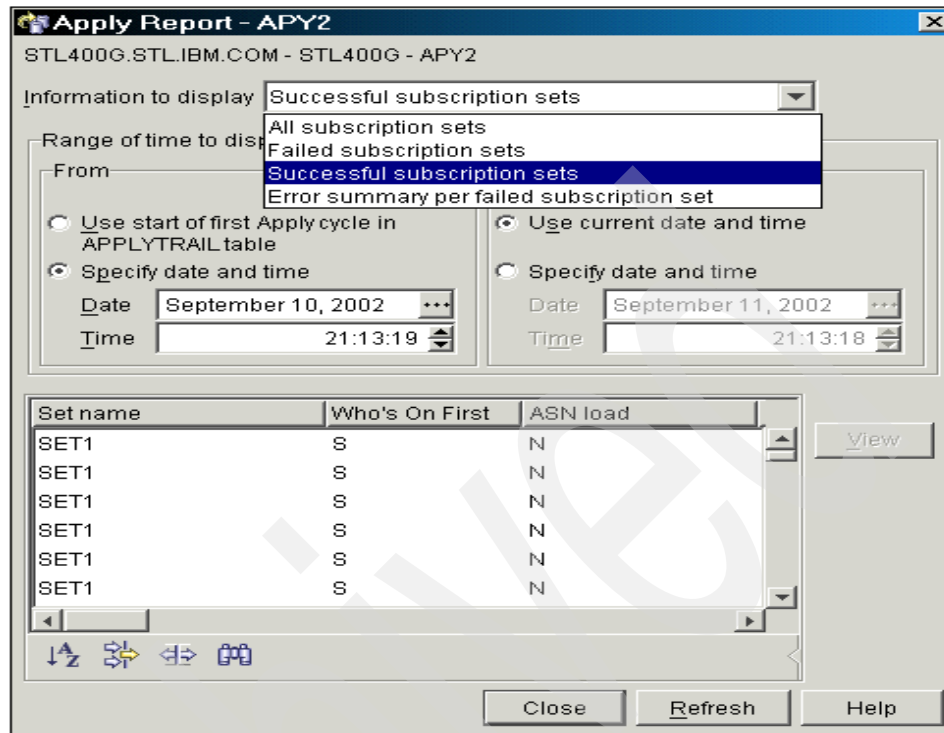 Apply Report - APY2
STL400G.STL.IBM.COM - STL400G - APY2
Information to display Successful subscription sets
All subscription sets
Failed subscription sets
Successful subscription sets
Error summary per failed subscription set
Range of time to disp
From
Use start of first Apply cycle in
APPLYTRAIL table
Specify date and time
Date September 10, 2002 ...
Time 21:13:19
Use current date and time
Specify date and time
Date September 11, 2002 ...
Time 21:13:18
Set name Who's On First ASN load
SET1 S N
SET1 S N
SET1 S N
SET1 S N
SET1 S N
SET1 S N
View
Close Refresh Help